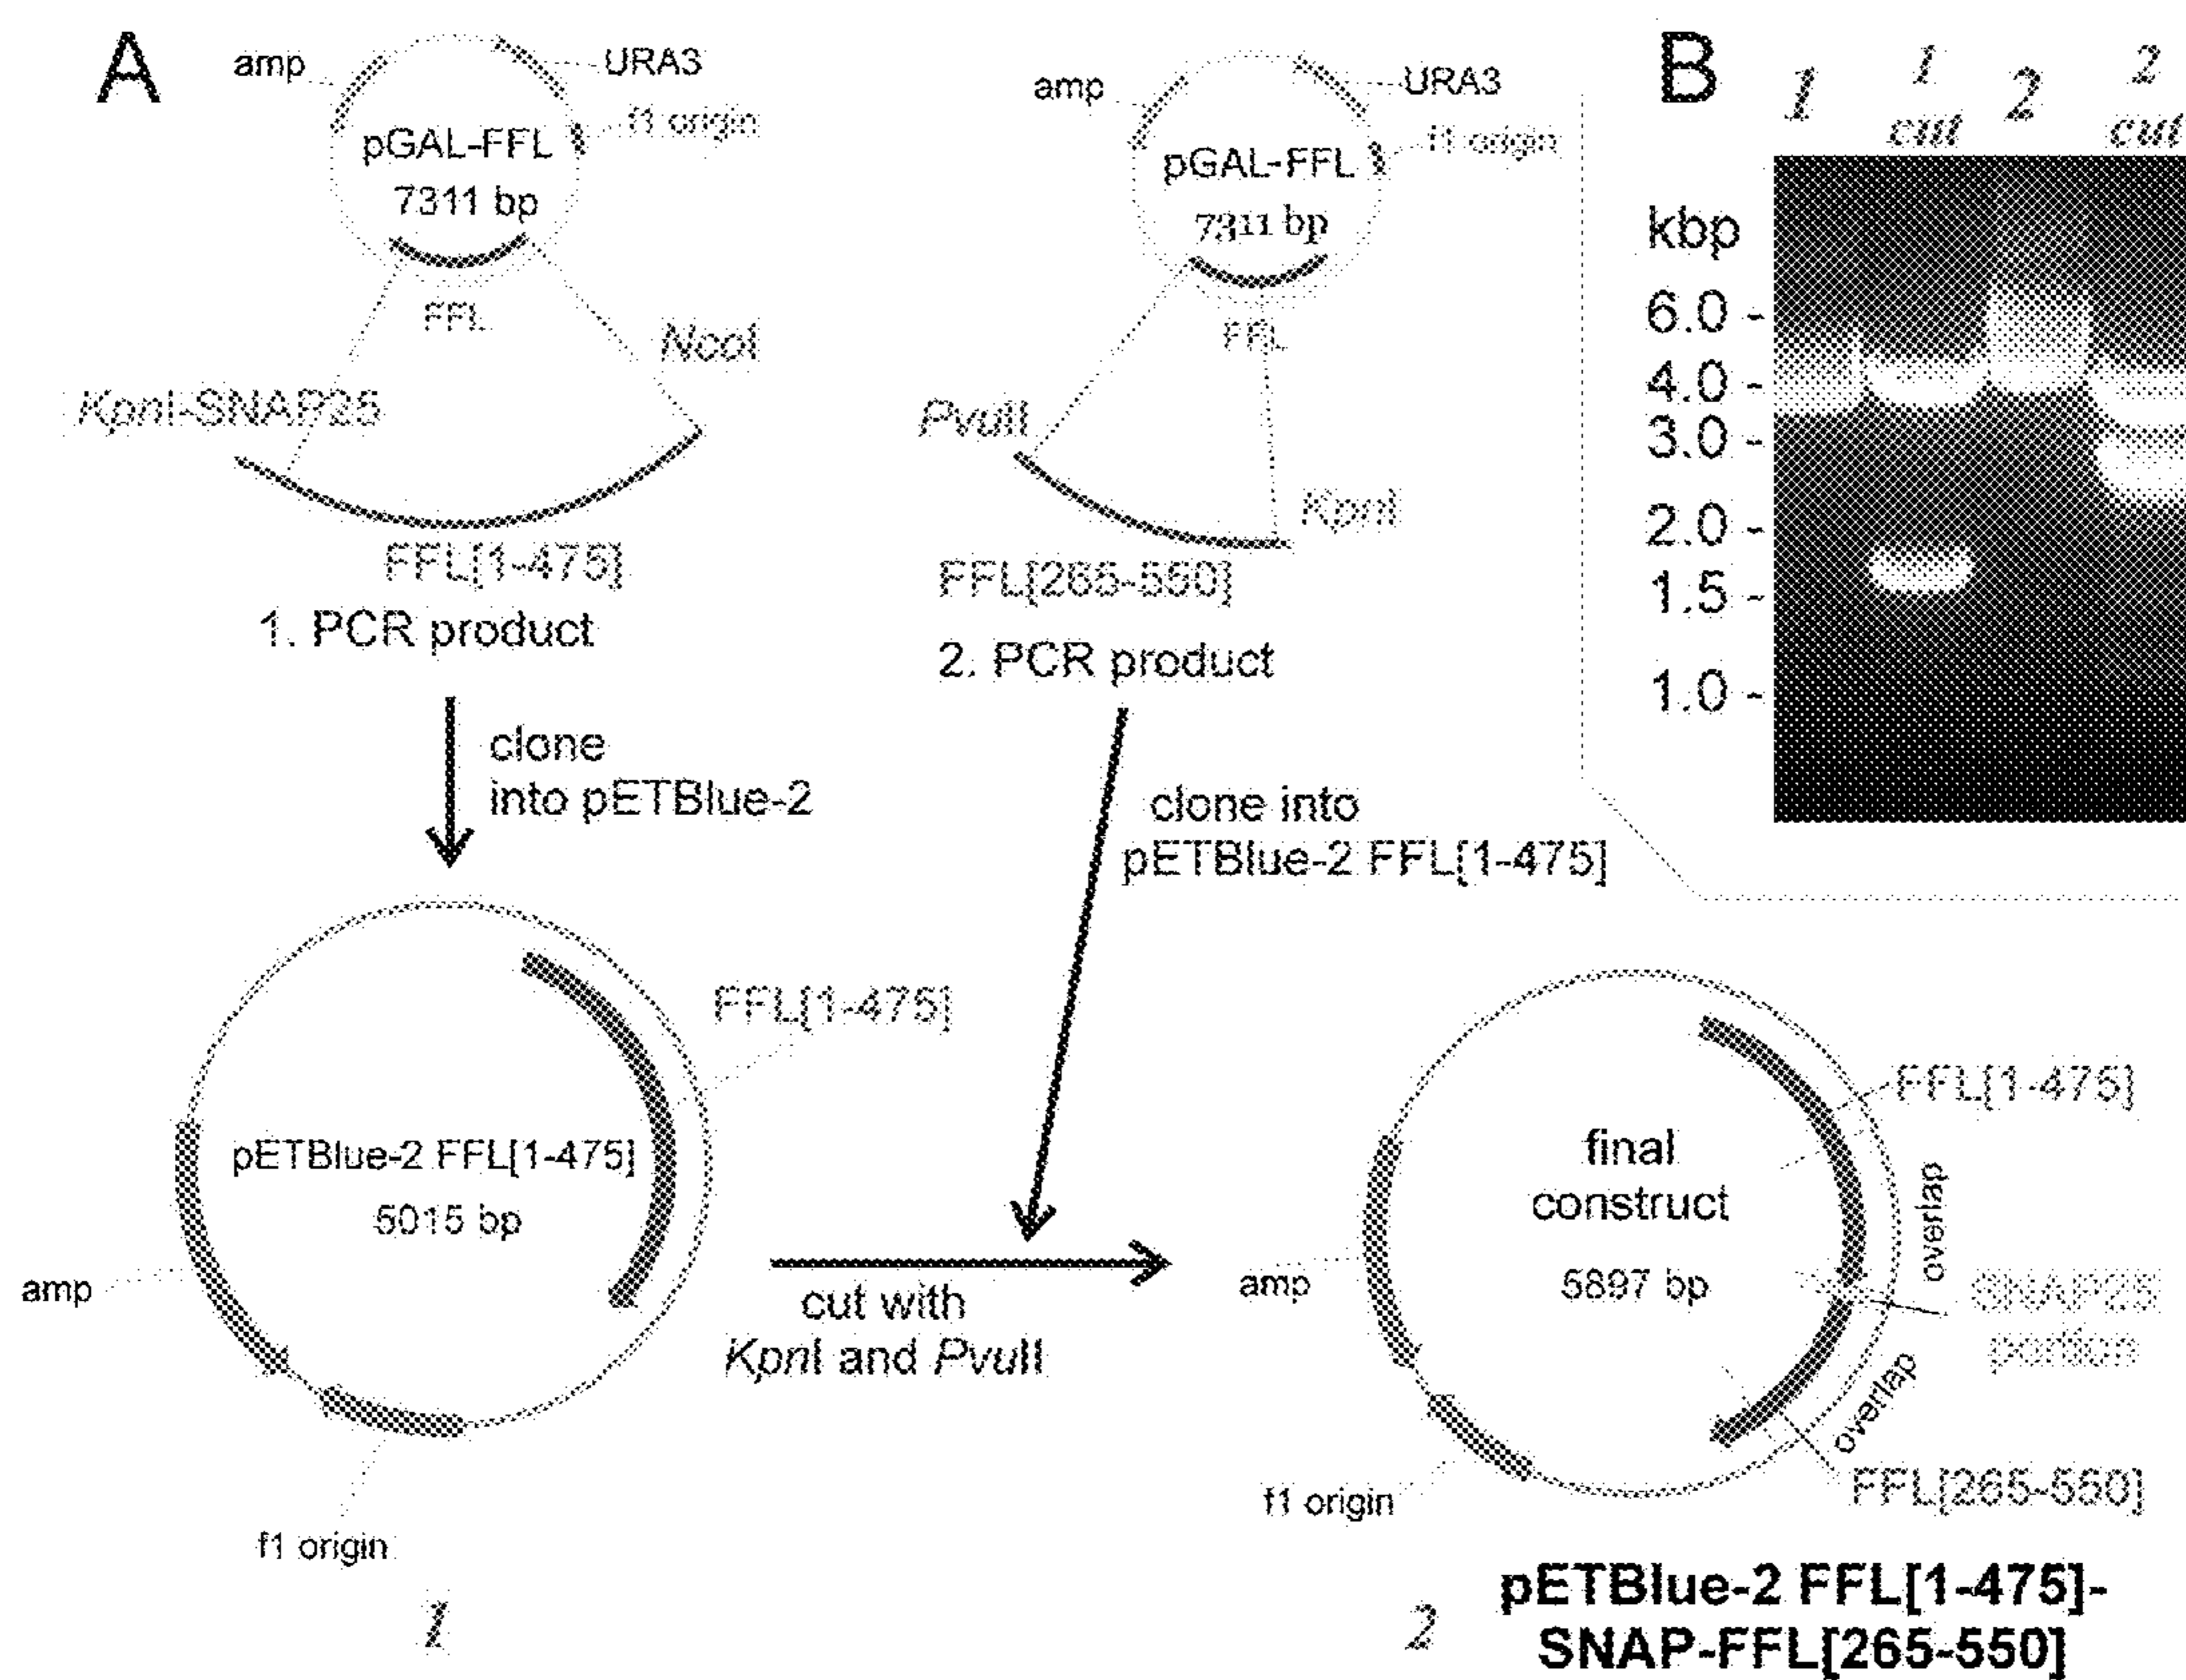 A
amp
URA3
f1 origin
pGAL-FFL
7311 bp
FFL
NcoI
KpnI-SNAP25
FFL[1-475]
1. PCR product
clone
into pETBlue-2
amp
URA3
f1 origin
pGAL-FFL
7311 bp
FFL
PvuII
KpnI
FFL[265-550]
2. PCR product
clone into
pETBlue-2 FFL[1-475]
B
1
1 cut
2
2 cut
kbp
6.0 -
4.0 -
3.0 -
2.0 -
1.5 -
1.0 -
FFL[1-475]
pETBlue-2 FFL[1-475]
5015 bp
amp
f1 origin
1
cut with
KpnI and PvuII
FFL[1-475]
final
construct
5897 bp
overlap
SNAP25
portion
overlap
amp
FFL[265-550]
f1 origin
2
pETBlue-2 FFL[1-475]-
SNAP-FFL[265-550]